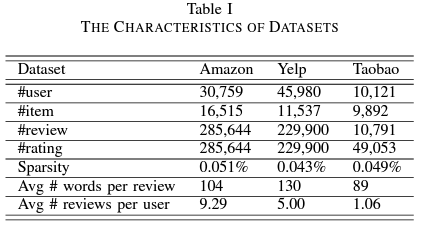 Table I
THE CHARACTERISTICS OF DATASETS
Dataset Amazon Yelp Taobao
#user 30,759 45,980 10,121
#item 16,515 11,537 9,892
#review 285,644 229,900 10,791
#rating 285,644 229,900 49,053
Sparsity 0.051% 0.043% 0.049%
Avg # words per review 104 130 89
Avg # reviews per user 9.29 5.00 1.06